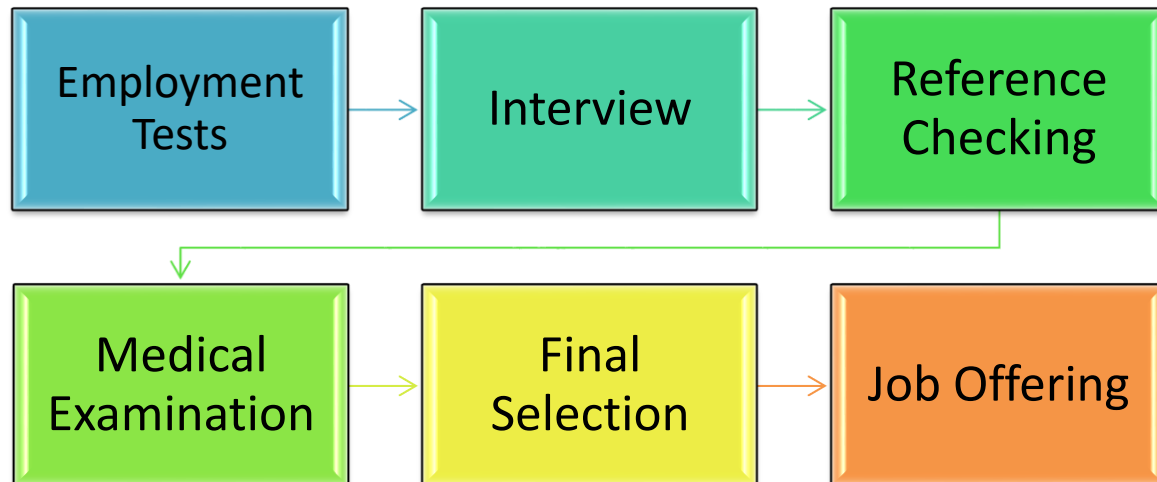 Employment
Tests
Interview
Reference
Checking
Medical
Examination
Final
Selection
Job Offering